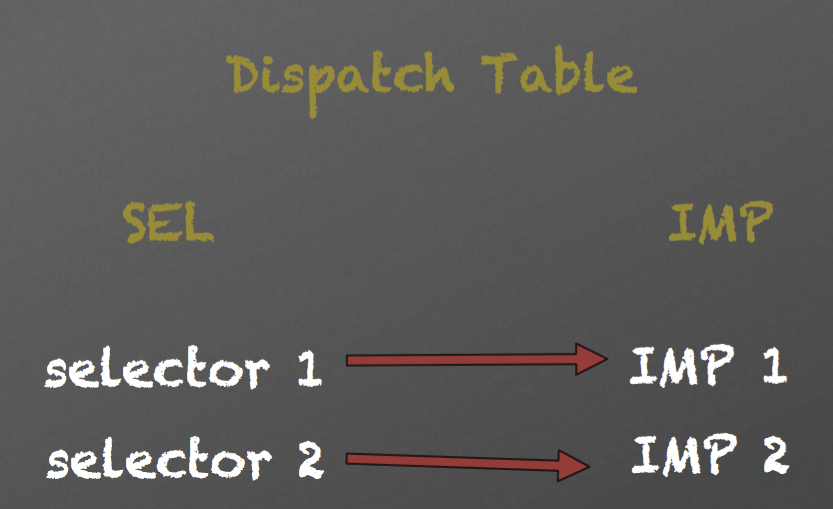 Dispatch Table
SEL IMP
selector 1 IMP 1
selector 2 IMP 2